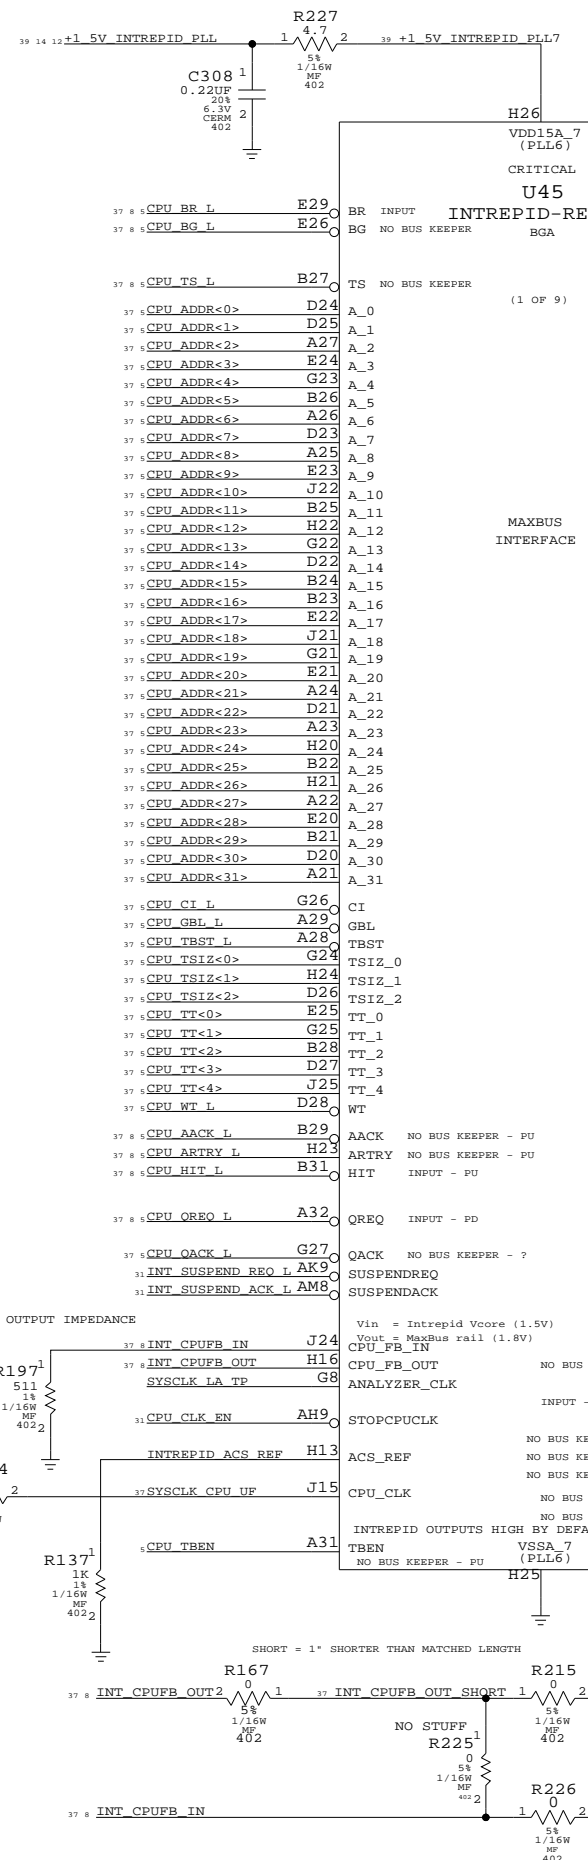 R227
4.7
39 14 12 +1_5V_INTREPID_PLL 1 2 39 +1_5V_INTREPID_PLL7
5%
1/16W
MF
402
C308 1
0.22UF
20%
6.3V
CERM
402
2
H26
VDD15A_7
(PLL6)
CRITICAL
U45
INTREPID-RE
BGA
37 8 5 CPU_BR_L E29 BR INPUT
37 8 5 CPU_BG_L E26 BG NO BUS KEEPER
37 8 5 CPU_TS_L B27 TS NO BUS KEEPER
(1 OF 9)
37 5 CPU_ADDR<0> D24 A_0
37 5 CPU_ADDR<1> D25 A_1
37 5 CPU_ADDR<2> A27 A_2
37 5 CPU_ADDR<3> E24 A_3
37 5 CPU_ADDR<4> G23 A_4
37 5 CPU_ADDR<5> B26 A_5
37 5 CPU_ADDR<6> A26 A_6
37 5 CPU_ADDR<7> D23 A_7
37 5 CPU_ADDR<8> A25 A_8
37 5 CPU_ADDR<9> E23 A_9
37 5 CPU_ADDR<10> J22 A_10
37 5 CPU_ADDR<11> B25 A_11
37 5 CPU_ADDR<12> H22 A_12
37 5 CPU_ADDR<13> G22 A_13
37 5 CPU_ADDR<14> D22 A_14
37 5 CPU_ADDR<15> B24 A_15
37 5 CPU_ADDR<16> B23 A_16
37 5 CPU_ADDR<17> E22 A_17
37 5 CPU_ADDR<18> J21 A_18
37 5 CPU_ADDR<19> G21 A_19
37 5 CPU_ADDR<20> E21 A_20
37 5 CPU_ADDR<21> A24 A_21
37 5 CPU_ADDR<22> D21 A_22
37 5 CPU_ADDR<23> A23 A_23
37 5 CPU_ADDR<24> H20 A_24
37 5 CPU_ADDR<25> B22 A_25
37 5 CPU_ADDR<26> H21 A_26
37 5 CPU_ADDR<27> A22 A_27
37 5 CPU_ADDR<28> E20 A_28
37 5 CPU_ADDR<29> B21 A_29
37 5 CPU_ADDR<30> D20 A_30
37 5 CPU_ADDR<31> A21 A_31
MAXBUS
INTERFACE
37 5 CPU_CI_L G26 CI
37 5 CPU_GBL_L A29 GBL
37 5 CPU_TBST_L A28 TBST
37 5 CPU_TSIZ<0> G24 TSIZ_0
37 5 CPU_TSIZ<1> H24 TSIZ_1
37 5 CPU_TSIZ<2> D26 TSIZ_2
37 5 CPU_TT<0> E25 TT_0
37 5 CPU_TT<1> G25 TT_1
37 5 CPU_TT<2> B28 TT_2
37 5 CPU_TT<3> D27 TT_3
37 5 CPU_TT<4> J25 TT_4
37 5 CPU_WT_L D28 WT
37 8 5 CPU_AACK_L B29 AACK NO BUS KEEPER - PU
37 8 5 CPU_ARTRY_L H23 ARTRY NO BUS KEEPER - PU
37 8 5 CPU_HIT_L B31 HIT INPUT - PU
37 8 5 CPU_QREQ_L A32 QREQ INPUT - PD
37 5 CPU_QACK_L G27 QACK NO BUS KEEPER - ?
31 INT_SUSPEND_REQ_L AK9 SUSPENDREQ
31 INT_SUSPEND_ACK_L AM8 SUSPENDACK
OUTPUT IMPEDANCE
Vin = Intrepid Vcore (1.5V)
Vout = MaxBus rail (1.8V)
37 8 INT_CPUFB_IN J24 CPU_FB_IN
37 8 INT_CPUFB_OUT H16 CPU_FB_OUT NO BUS
SYSCLK_LA_TP G8 ANALYZER_CLK
R197 1
511
1%
1/16W
MF
402 2
INPUT -
31 CPU_CLK_EN AH9 STOPCPUCLK
NO BUS KE
INTREPID_ACS_REF H13 ACS_REF NO BUS KE
NO BUS KE
4
2 37 SYSCLK_CPU_UF J15 CPU_CLK NO BUS
NO BUS
INTREPID OUTPUTS HIGH BY DEFA
5 CPU_TBEN A31 TBEN
NO BUS KEEPER - PU
VSSA_7
(PLL6)
H25
R137 1
1K
1%
1/16W
MF
402 2
SHORT = 1" SHORTER THAN MATCHED LENGTH
R167
0
37 8 INT_CPUFB_OUT 2 1 37 INT_CPUFB_OUT_SHORT 1 2
5%
1/16W
MF
402
R215
0
5%
1/16W
MF
402
NO STUFF
R225 1
0
5%
1/16W
MF
402 2
R226
0
37 8 INT_CPUFB_IN 1 2
5%
1/16W
MF
402